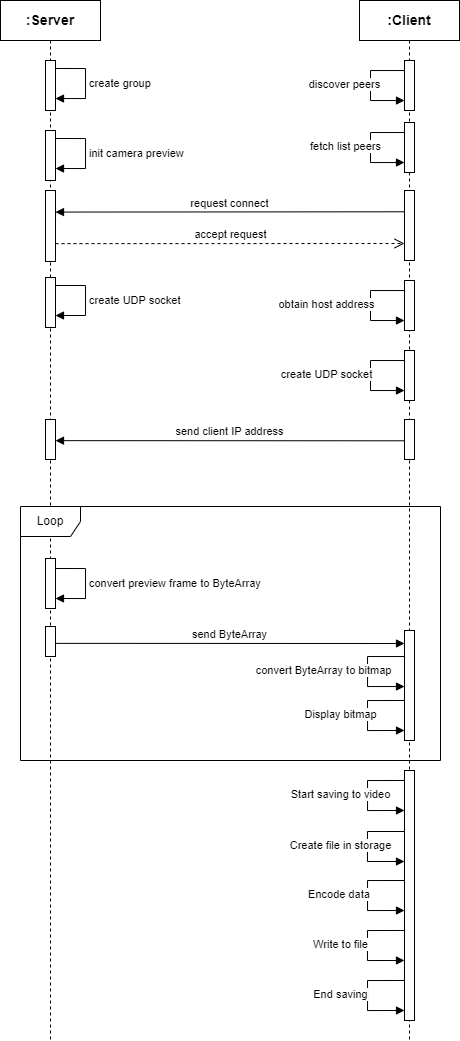 :Server
:Client
create group
discover peers
init camera preview
fetch list peers
request connect
accept request
create UDP socket
obtain host address
create UDP socket
send client IP address
Loop
convert preview frame to ByteArray
send ByteArray
convert ByteArray to bitmap
Display bitmap
Start saving to video
Create file in storage
Encode data
Write to file
End saving